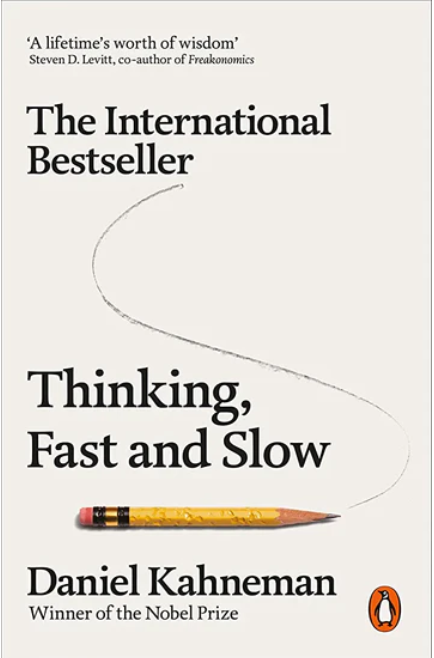 ‘A lifetime’s worth of wisdom’
Steven D. Levitt, co-author of Freakonomics
The International
Bestseller
Thinking,
Fast and Slow
Daniel Kahneman
Winner of the Nobel Prize